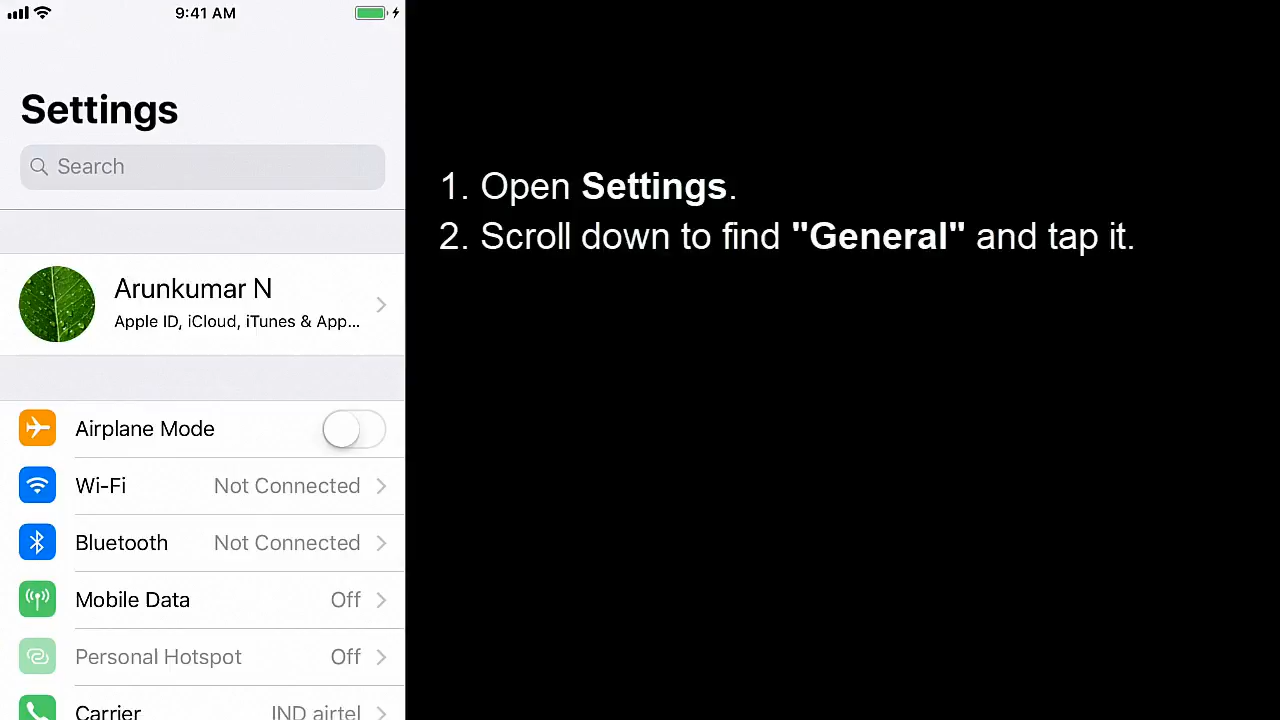 9:41 AM
Settings
Search
Arunkumar N
Apple ID, iCloud, iTunes & App...
Airplane Mode
Wi-Fi Not Connected
Bluetooth Not Connected
Mobile Data Off
Personal Hotspot Off
Carrier IND airtel
1. Open Settings.
2. Scroll down to find "General" and tap it.